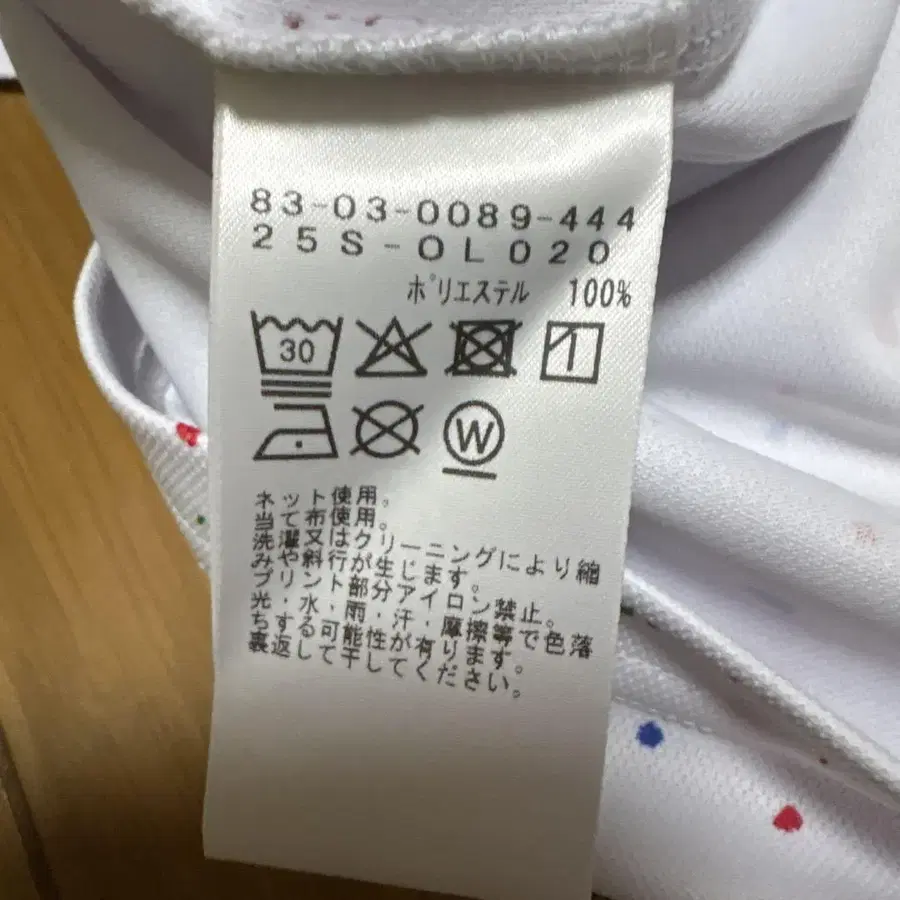 83-03-0089-444
25S-OL020
ポリエステル 100%
30
W
ネット使用。
当て布使用。
洗濯又はクリーニングにより縮
みや斜行が生じます。
プリント部分アイロン禁止。
光・水・雨・汗・摩擦等で色落
ちする可能性が有ります。
裏返して干してください。